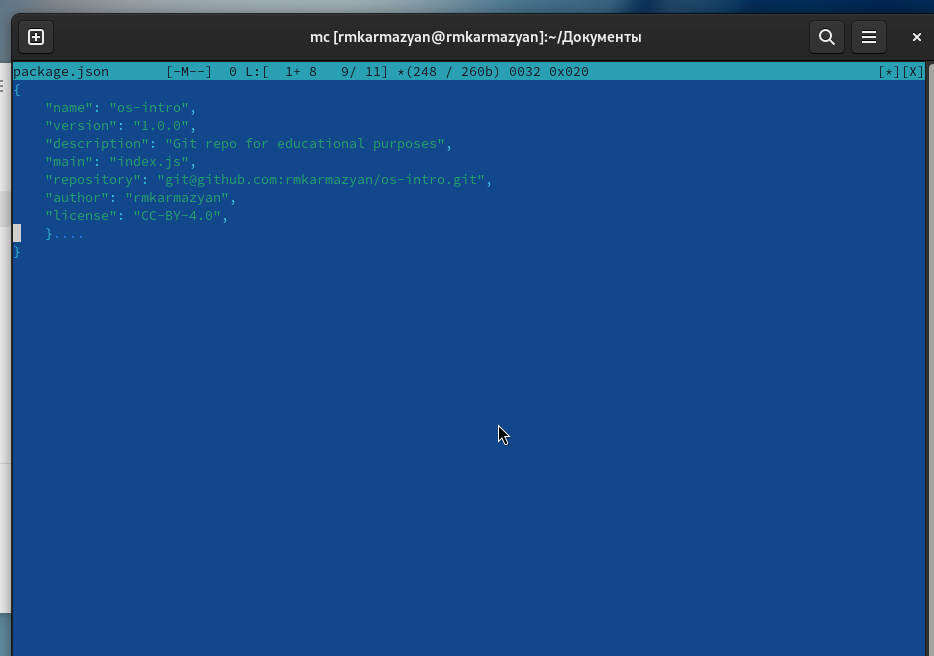 mc [rmkarmazyan@rmkarmazyan]:~/Документы
package.json       [-M--]  0 L:[  1+ 8   9/ 11] *(248 / 260b) 0032 0x020                                    [*][X]
{
    "name": "os-intro",
    "version": "1.0.0",
    "description": "Git repo for educational purposes",
    "main": "index.js",
    "repository": "git@github.com:rmkarmazyan/os-intro.git",
    "author": "rmkarmazyan",
    "license": "CC-BY-4.0",
    }....
}